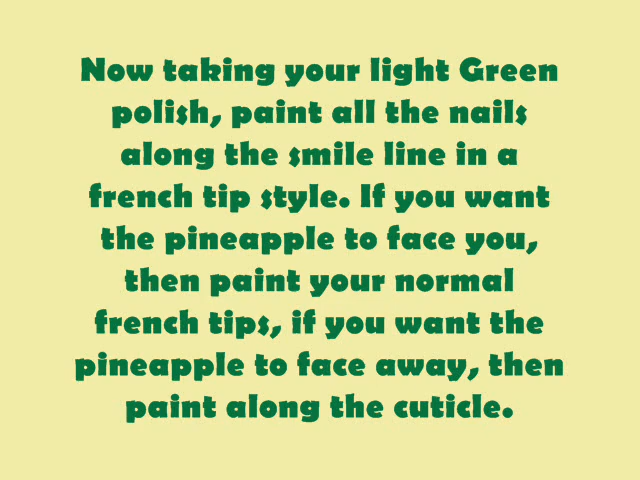 Now taking your light Green
polish, paint all the nails
along the smile line in a
french tip style. If you want
the pineapple to face you,
then paint your normal
french tips, if you want the
pineapple to face away, then
paint along the cuticle.